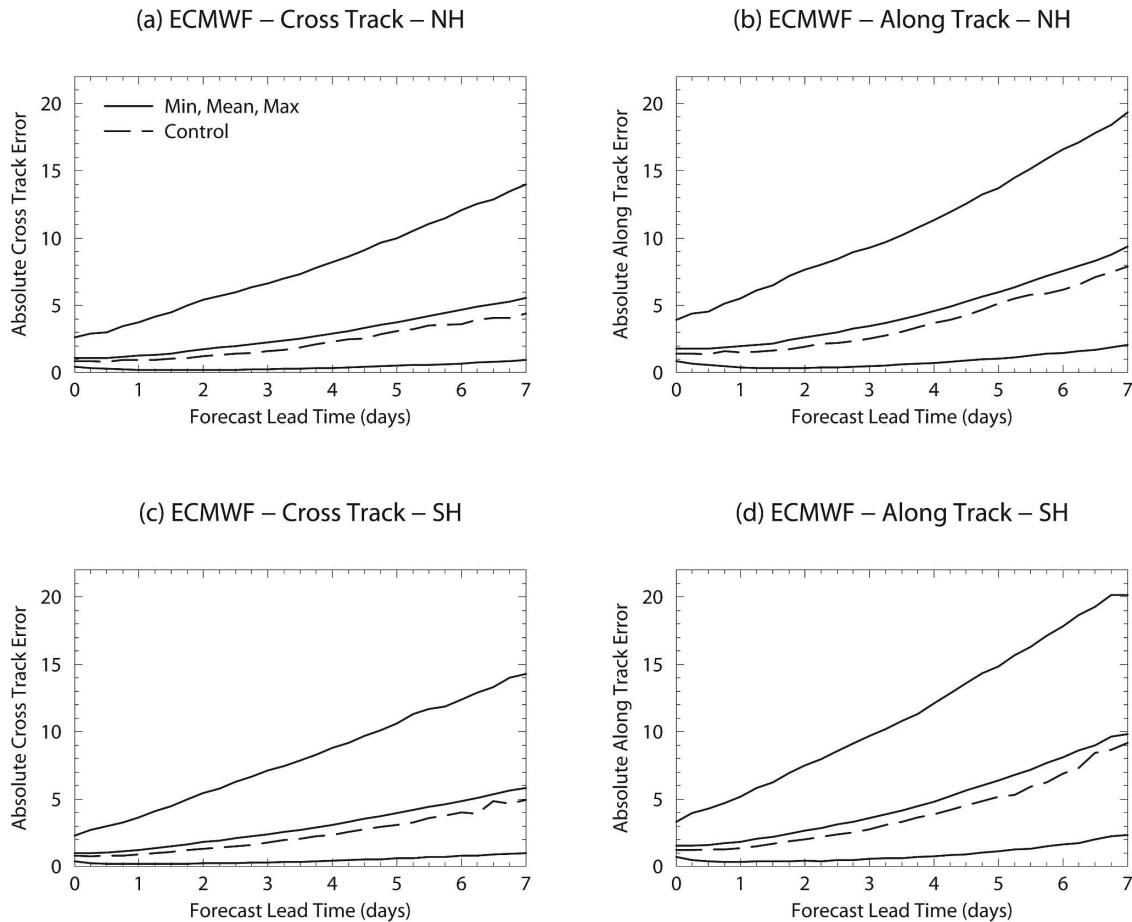 (a) ECMWF – Cross Track – NH
Absolute Cross Track Error
20
15
10
5
0
Min, Mean, Max
Control
0 1 2 3 4 5 6 7
Forecast Lead Time (days)
(b) ECMWF – Along Track – NH
Absolute Along Track Error
20
15
10
5
0
0 1 2 3 4 5 6 7
Forecast Lead Time (days)
(c) ECMWF – Cross Track – SH
Absolute Cross Track Error
20
15
10
5
0
0 1 2 3 4 5 6 7
Forecast Lead Time (days)
(d) ECMWF – Along Track – SH
Absolute Along Track Error
20
15
10
5
0
0 1 2 3 4 5 6 7
Forecast Lead Time (days)